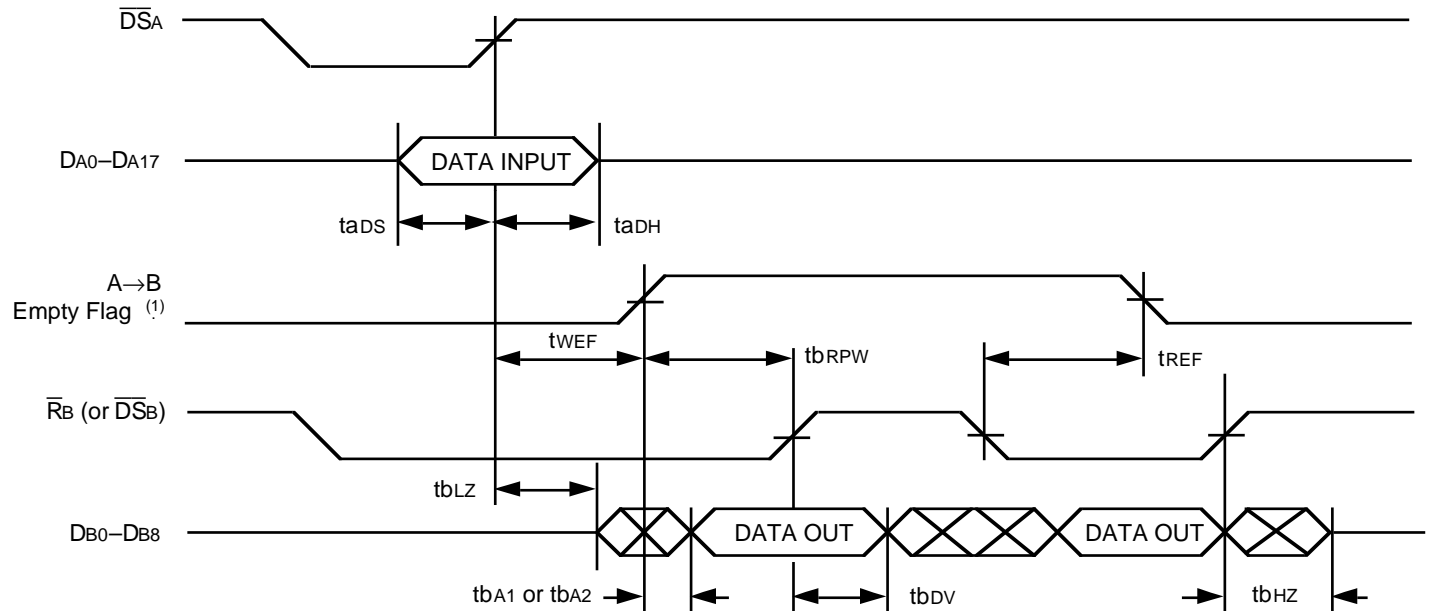 DSA
DA0–DA17
DATA INPUT
taDS
taDH
A→B
Empty Flag (1)
tWEF
tbRPW
tREF
RB (or DSB)
tbLZ
DB0–DB8
DATA OUT
DATA OUT
tbA1 or tbA2
tbDV
tbHZ